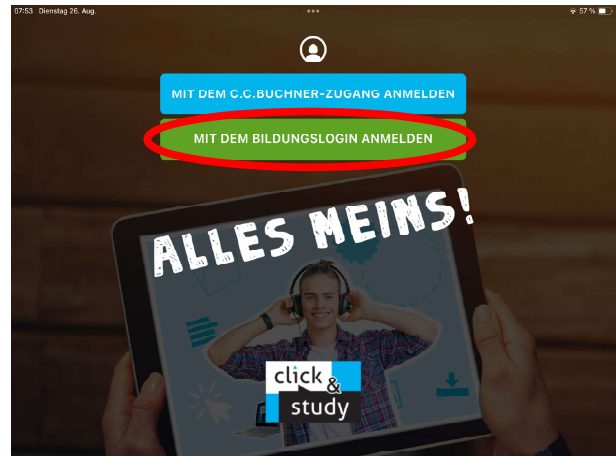 07:53 Dienstag 26. Aug.
57 %
MIT DEM C.C.BUCHNER-ZUGANG ANMELDEN
MIT DEM BILDUNGSLOGIN ANMELDEN
ALLES MEINS!
click &
study